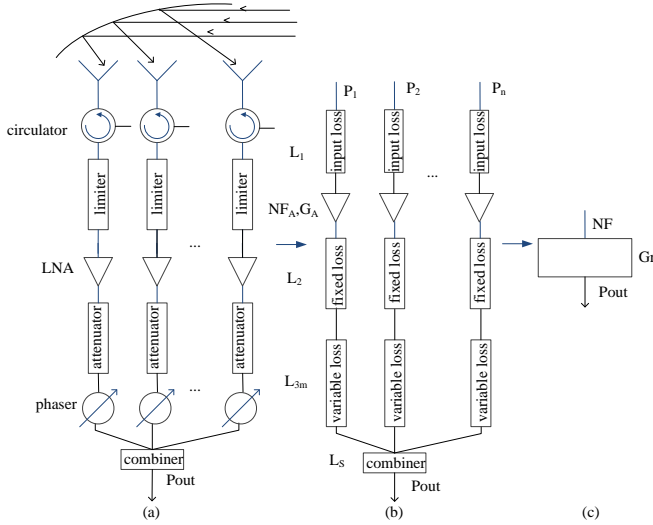 circulator
limiter
limiter
limiter
...
LNA
attenuator
attenuator
attenuator
...
phaser
combiner
Pout
(a)
P1
P2
Pn
L1
input loss
input loss
input loss
...
NFA,GA
L2
fixed loss
fixed loss
fixed loss
L3m
variable loss
variable loss
variable loss
LS
combiner
Pout
(b)
NF
Gr
Pout
(c)